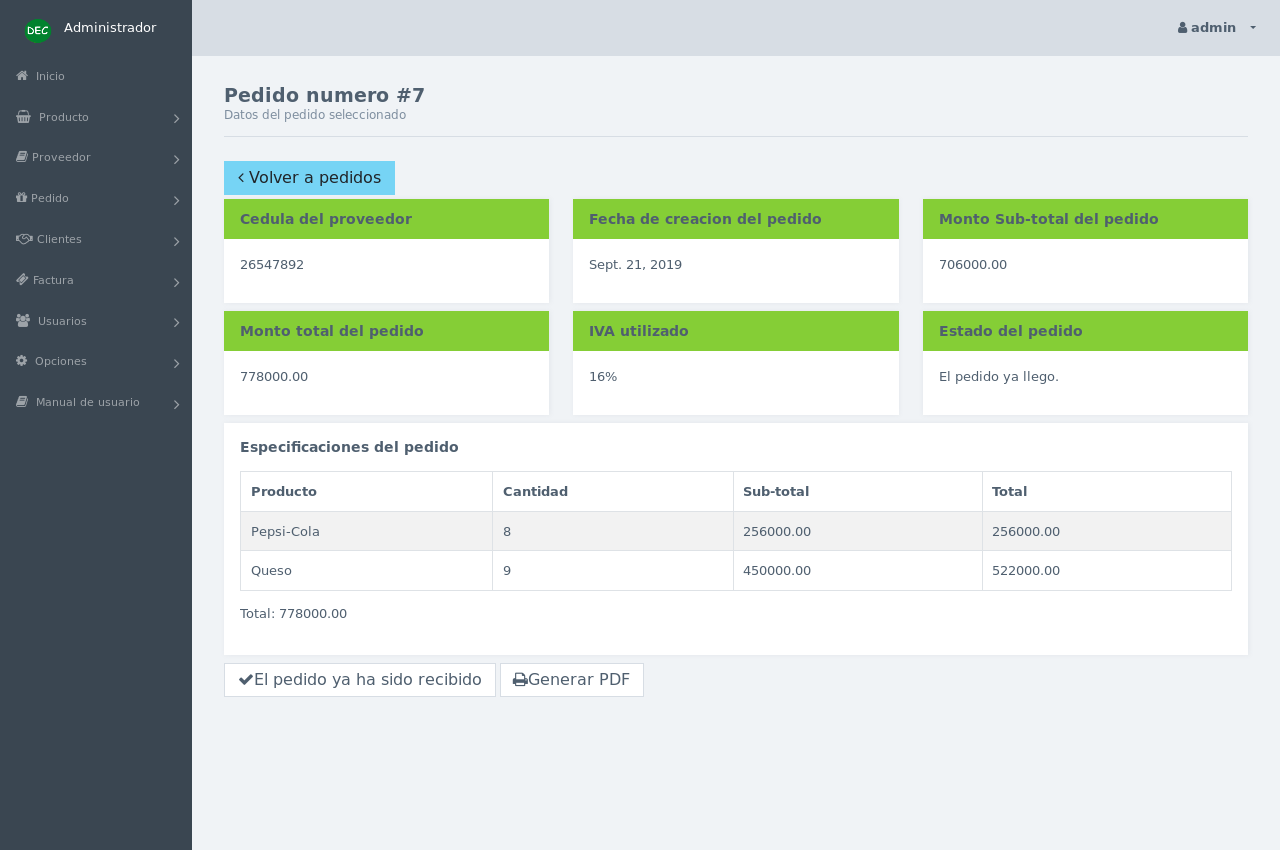 DEC Administrador
admin
Inicio
Producto
Proveedor
Pedido
Clientes
Factura
Usuarios
Opciones
Manual de usuario
Pedido numero #7
Datos del pedido seleccionado
Volver a pedidos
Cedula del proveedor
26547892
Fecha de creacion del pedido
Sept. 21, 2019
Monto Sub-total del pedido
706000.00
Monto total del pedido
778000.00
IVA utilizado
16%
Estado del pedido
El pedido ya llego.
Especificaciones del pedido
Producto Cantidad Sub-total Total
Pepsi-Cola 8 256000.00 256000.00
Queso 9 450000.00 522000.00
Total: 778000.00
El pedido ya ha sido recibido Generar PDF